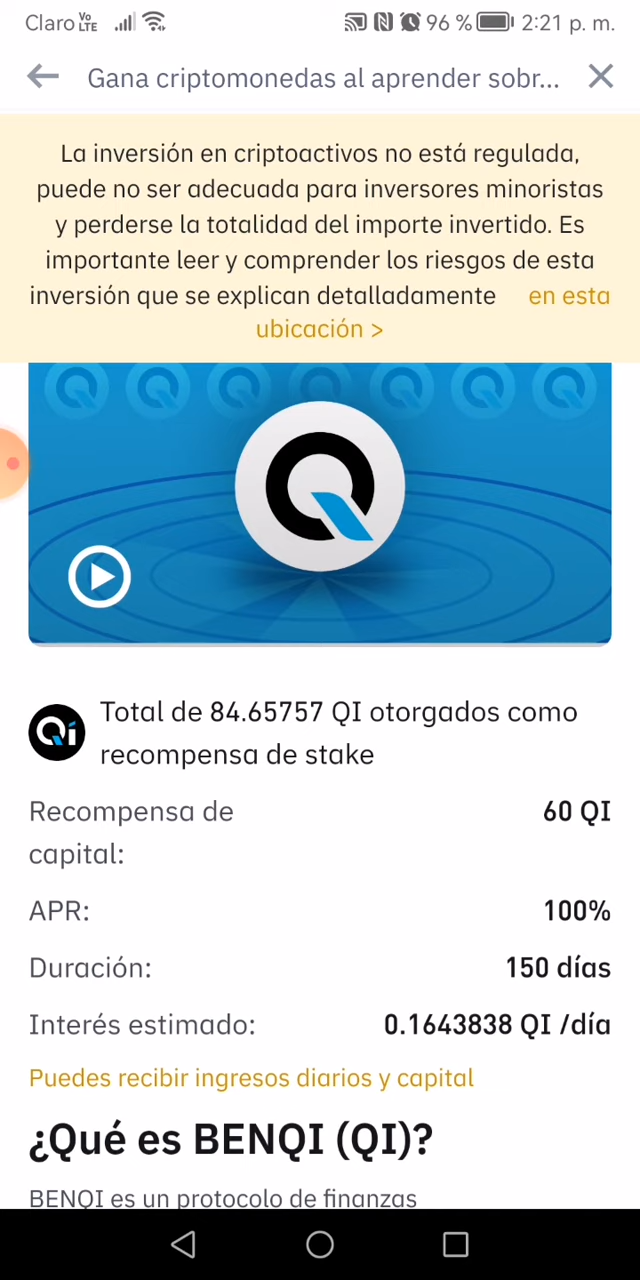 Claro Vo LTE 96 % 2:21 p. m.
Gana criptomonedas al aprender sobr...
La inversión en criptoactivos no está regulada,
puede no ser adecuada para inversores minoristas
y perderse la totalidad del importe invertido. Es
importante leer y comprender los riesgos de esta
inversión que se explican detalladamente en esta
ubicación >
Qi
Total de 84.65757 QI otorgados como
recompensa de stake
Recompensa de 60 QI
capital:
APR: 100%
Duración: 150 días
Interés estimado: 0.1643838 QI /día
Puedes recibir ingresos diarios y capital
¿Qué es BENQI (QI)?
BENQI es un protocolo de finanzas